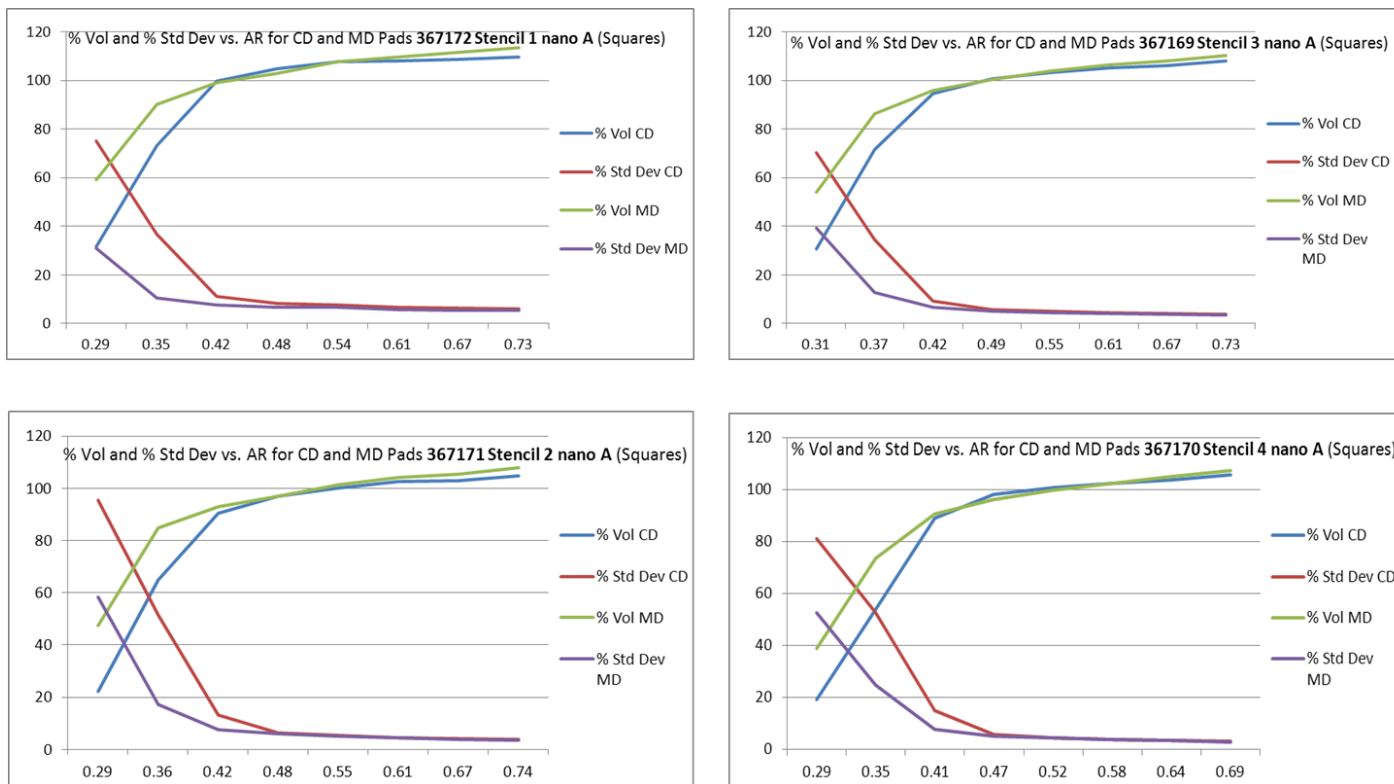 % Vol and % Std Dev vs. AR for CD and MD Pads 367172 Stencil 1 nano A (Squares)
120
100
80
60
40
20
0
0.29 0.35 0.42 0.48 0.54 0.61 0.67 0.73
% Vol CD
% Std Dev CD
% Vol MD
% Std Dev MD
% Vol and % Std Dev vs. AR for CD and MD Pads 367169 Stencil 3 nano A (Squares)
120
100
80
60
40
20
0
0.31 0.37 0.42 0.49 0.55 0.61 0.67 0.73
% Vol CD
% Std Dev CD
% Vol MD
% Std Dev
MD
% Vol and % Std Dev vs. AR for CD and MD Pads 367171 Stencil 2 nano A (Squares)
120
100
80
60
40
20
0
0.29 0.36 0.42 0.48 0.55 0.61 0.67 0.74
% Vol CD
% Std Dev CD
% Vol MD
% Std Dev
MD
% Vol and % Std Dev vs. AR for CD and MD Pads 367170 Stencil 4 nano A (Squares)
120
100
80
60
40
20
0
0.29 0.35 0.41 0.47 0.52 0.58 0.64 0.69
% Vol CD
% Std Dev CD
% Vol MD
% Std Dev
MD